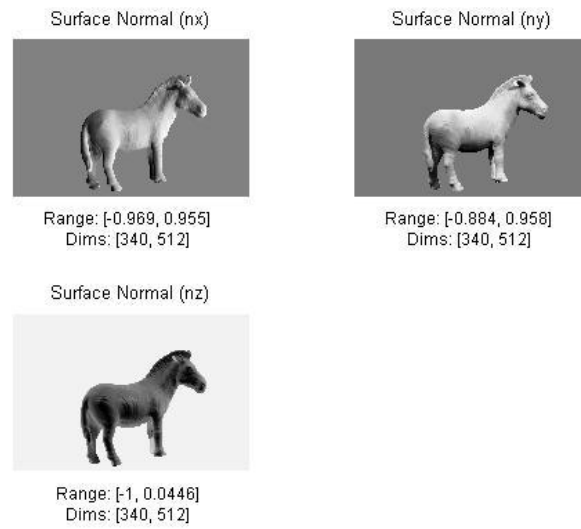 Surface Normal (nx)
Range: [-0.969, 0.955]
Dims: [340, 512]
Surface Normal (ny)
Range: [-0.884, 0.958]
Dims: [340, 512]
Surface Normal (nz)
Range: [-1, 0.0446]
Dims: [340, 512]